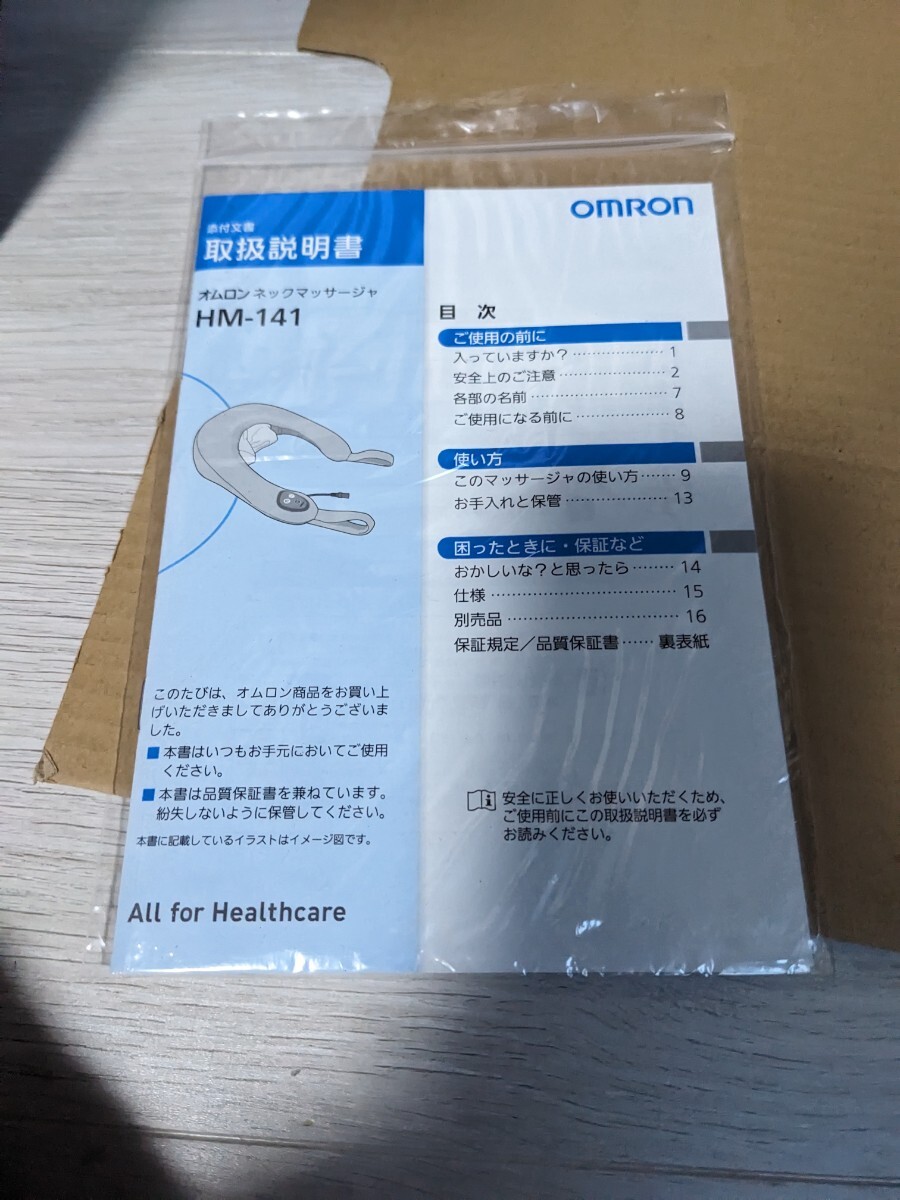 添付文書
取扱説明書
オムロン ネックマッサージャ
HM-141
このたびは、オムロン商品をお買い上
げいただきましてありがとうございま
した。
■本書はいつもお手元においてご使用
ください。
■本書は品質保証書を兼ねています。
紛失しないように保管してください。
本書に記載しているイラストはイメージ図です。
All for Healthcare
OMRON
目 次
ご使用の前に
入っていますか？………………… 1
安全上のご注意………………… 2
各部の名前……………………… 7
ご使用になる前に……………… 8
使い方
このマッサージャの使い方…… 9
お手入れと保管………………… 13
困ったときに・保証など
おかしいな？と思ったら……… 14
仕様……………………………… 15
別売品…………………………… 16
保証規定／品質保証書…… 裏表紙
安全に正しくお使いいただくため、
ご使用前にこの取扱説明書を必ず
お読みください。